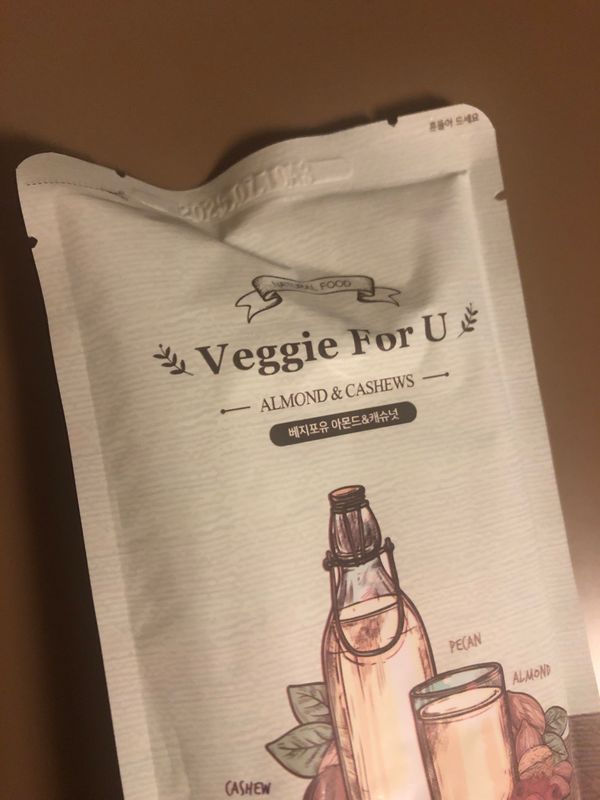 흔들어 드세요
NATURAL FOOD
Veggie For U
ALMOND & CASHEWS
베지포유 아몬드&캐슈넛
PECAN
ALMOND
CASHEW